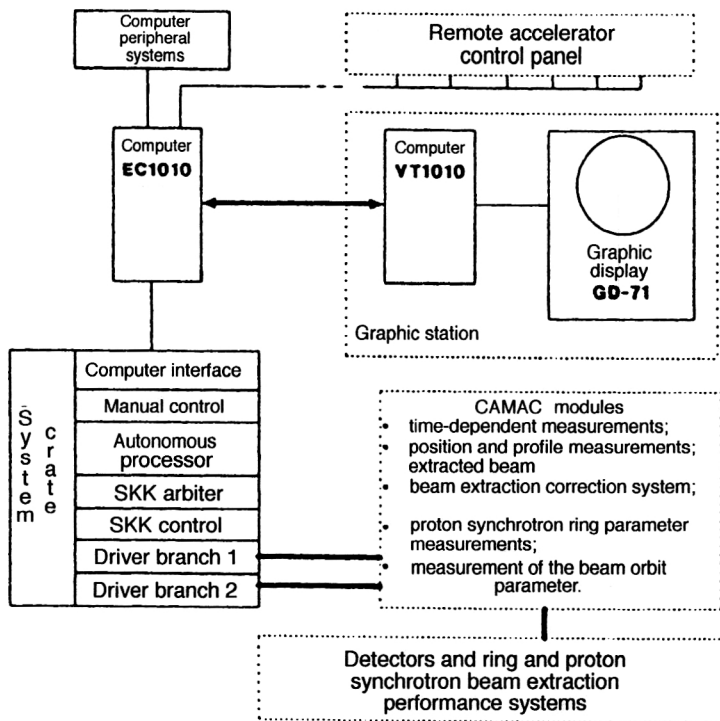 Computer
peripheral
systems
Remote accelerator
control panel
Computer
EC1010
Computer
VT1010
Graphic
display
GD-71
Graphic station
System
crate
Computer interface
Manual control
Autonomous
processor
SKK arbiter
SKK control
Driver branch 1
Driver branch 2
CAMAC modules
• time-dependent measurements;
• position and profile measurements;
extracted beam
• beam extraction correction system;
• proton synchrotron ring parameter
measurements;
• measurement of the beam orbit
parameter.
Detectors and ring and proton
synchrotron beam extraction
performance systems